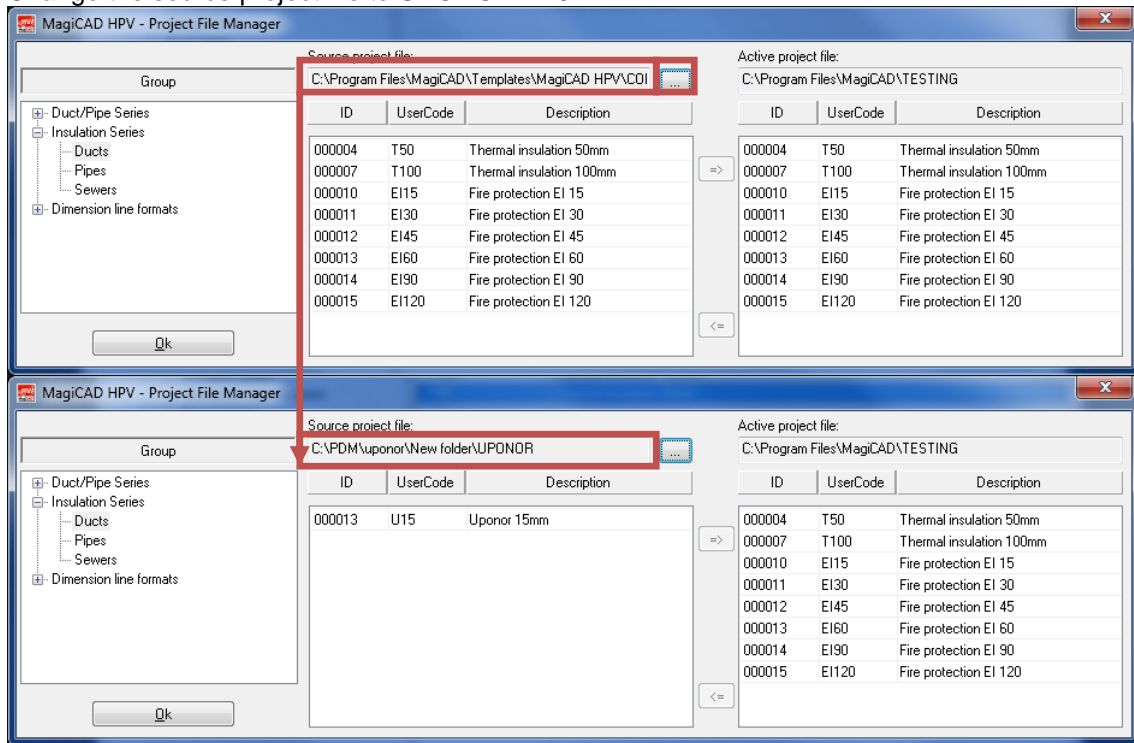 MagiCAD HPV - Project File Manager
Source project file: Active project file:
Group C:\Program Files\MagiCAD\Templates\MagiCAD HPV\COI ... C:\Program Files\MagiCAD\TESTING
Duct/Pipe Series
Insulation Series
Ducts
Pipes
Sewers
Dimension line formats
Ok
ID UserCode Description
000004 T50 Thermal insulation 50mm
000007 T100 Thermal insulation 100mm
000010 EI15 Fire protection EI 15
000011 EI30 Fire protection EI 30
000012 EI45 Fire protection EI 45
000013 EI60 Fire protection EI 60
000014 EI90 Fire protection EI 90
000015 EI120 Fire protection EI 120
=>
<=
ID UserCode Description
000004 T50 Thermal insulation 50mm
000007 T100 Thermal insulation 100mm
000010 EI15 Fire protection EI 15
000011 EI30 Fire protection EI 30
000012 EI45 Fire protection EI 45
000013 EI60 Fire protection EI 60
000014 EI90 Fire protection EI 90
000015 EI120 Fire protection EI 120
MagiCAD HPV - Project File Manager
Source project file: Active project file:
Group C:\PDM\uponor\New folder\UPONOR ... C:\Program Files\MagiCAD\TESTING
Duct/Pipe Series
Insulation Series
Ducts
Pipes
Sewers
Dimension line formats
Ok
ID UserCode Description
000013 U15 Uponor 15mm
=>
<=
ID UserCode Description
000004 T50 Thermal insulation 50mm
000007 T100 Thermal insulation 100mm
000010 EI15 Fire protection EI 15
000011 EI30 Fire protection EI 30
000012 EI45 Fire protection EI 45
000013 EI60 Fire protection EI 60
000014 EI90 Fire protection EI 90
000015 EI120 Fire protection EI 120